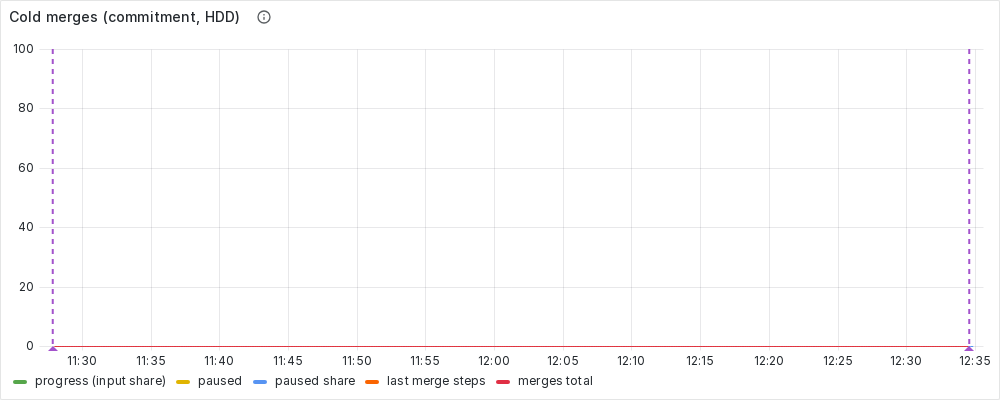 Cold merges (commitment, HDD)
100
80
60
40
20
0
11:30 11:35 11:40 11:45 11:50 11:55 12:00 12:05 12:10 12:15 12:20 12:25 12:30 12:35
progress (input share) paused paused share last merge steps merges total